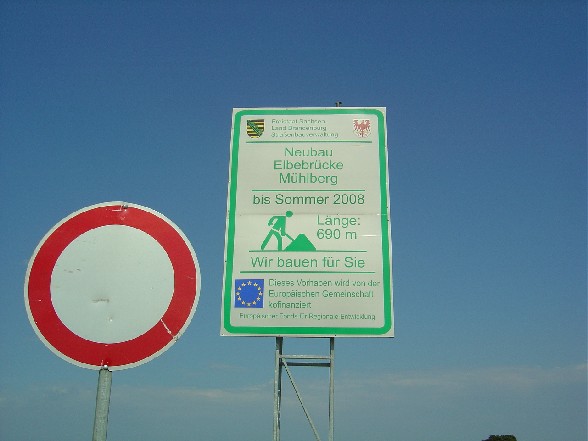 Freistaat Sachsen
Land Brandenburg
Straßenbauverwaltung
Neubau
Elbebrücke
Mühlberg
bis Sommer 2008
Länge:
690 m
Wir bauen für Sie
Dieses Vorhaben wird von der
Europäischen Gemeinschaft
kofinanziert
Europäischer Fonds für Regionale Entwicklung